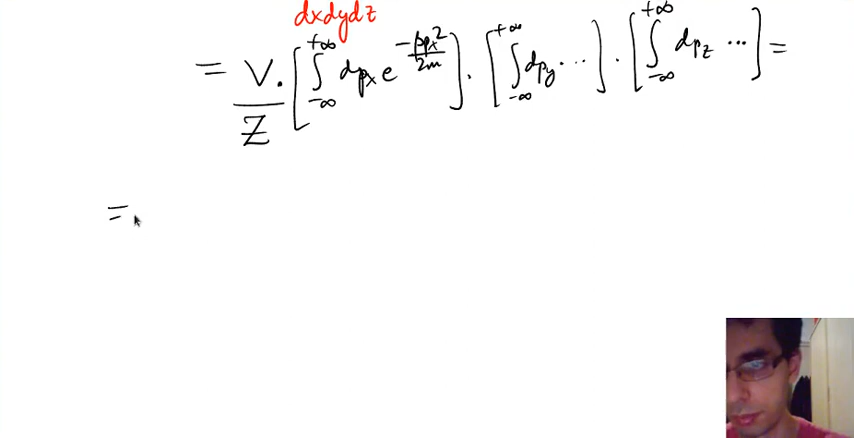 dxdydz
= V/Z · [∫_{-∞}^{+∞} dp_x e^{-βp_x²/2m}] · [∫_{-∞}^{+∞} dp_y ...] · [∫_{-∞}^{+∞} dp_z ...] =
=